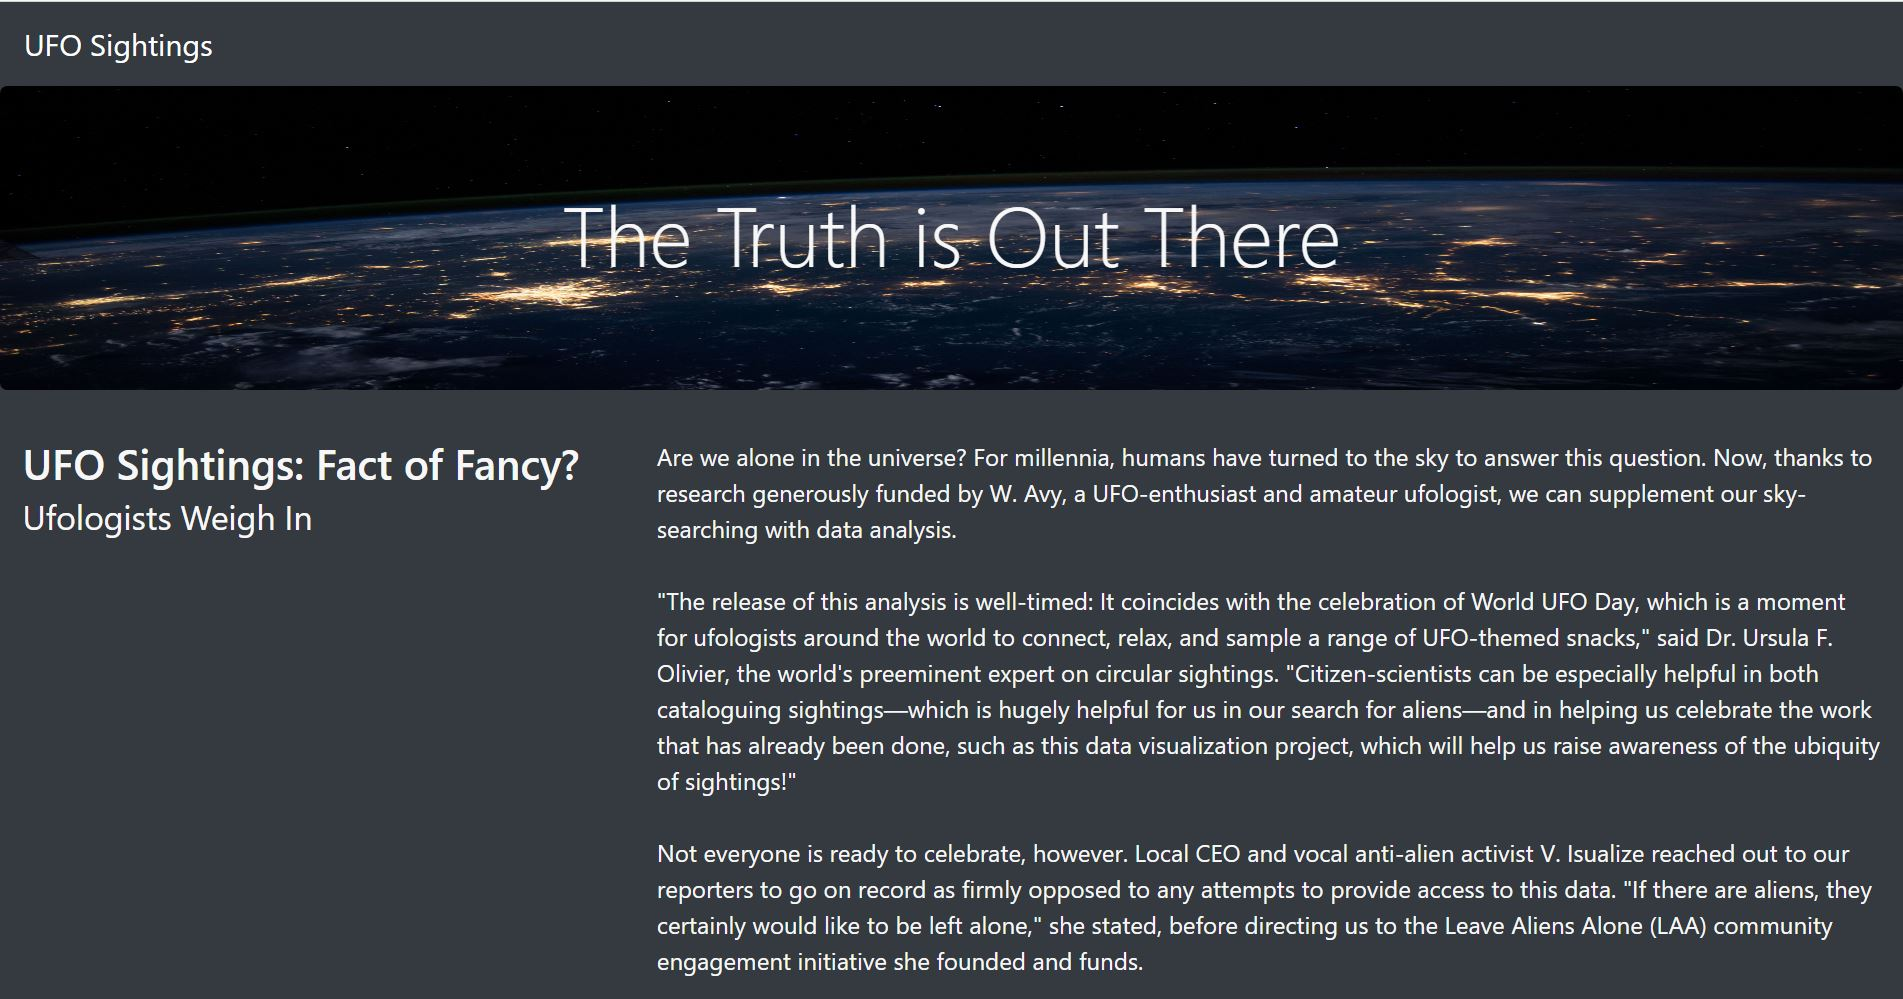 UFO Sightings
The Truth is Out There
UFO Sightings: Fact of Fancy?
Ufologists Weigh In
Are we alone in the universe? For millennia, humans have turned to the sky to answer this question. Now, thanks to
research generously funded by W. Avy, a UFO-enthusiast and amateur ufologist, we can supplement our sky-
searching with data analysis.
"The release of this analysis is well-timed: It coincides with the celebration of World UFO Day, which is a moment
for ufologists around the world to connect, relax, and sample a range of UFO-themed snacks," said Dr. Ursula F.
Olivier, the world's preeminent expert on circular sightings. "Citizen-scientists can be especially helpful in both
cataloguing sightings—which is hugely helpful for us in our search for aliens—and in helping us celebrate the work
that has already been done, such as this data visualization project, which will help us raise awareness of the ubiquity
of sightings!"
Not everyone is ready to celebrate, however. Local CEO and vocal anti-alien activist V. Isualize reached out to our
reporters to go on record as firmly opposed to any attempts to provide access to this data. "If there are aliens, they
certainly would like to be left alone," she stated, before directing us to the Leave Aliens Alone (LAA) community
engagement initiative she founded and funds.